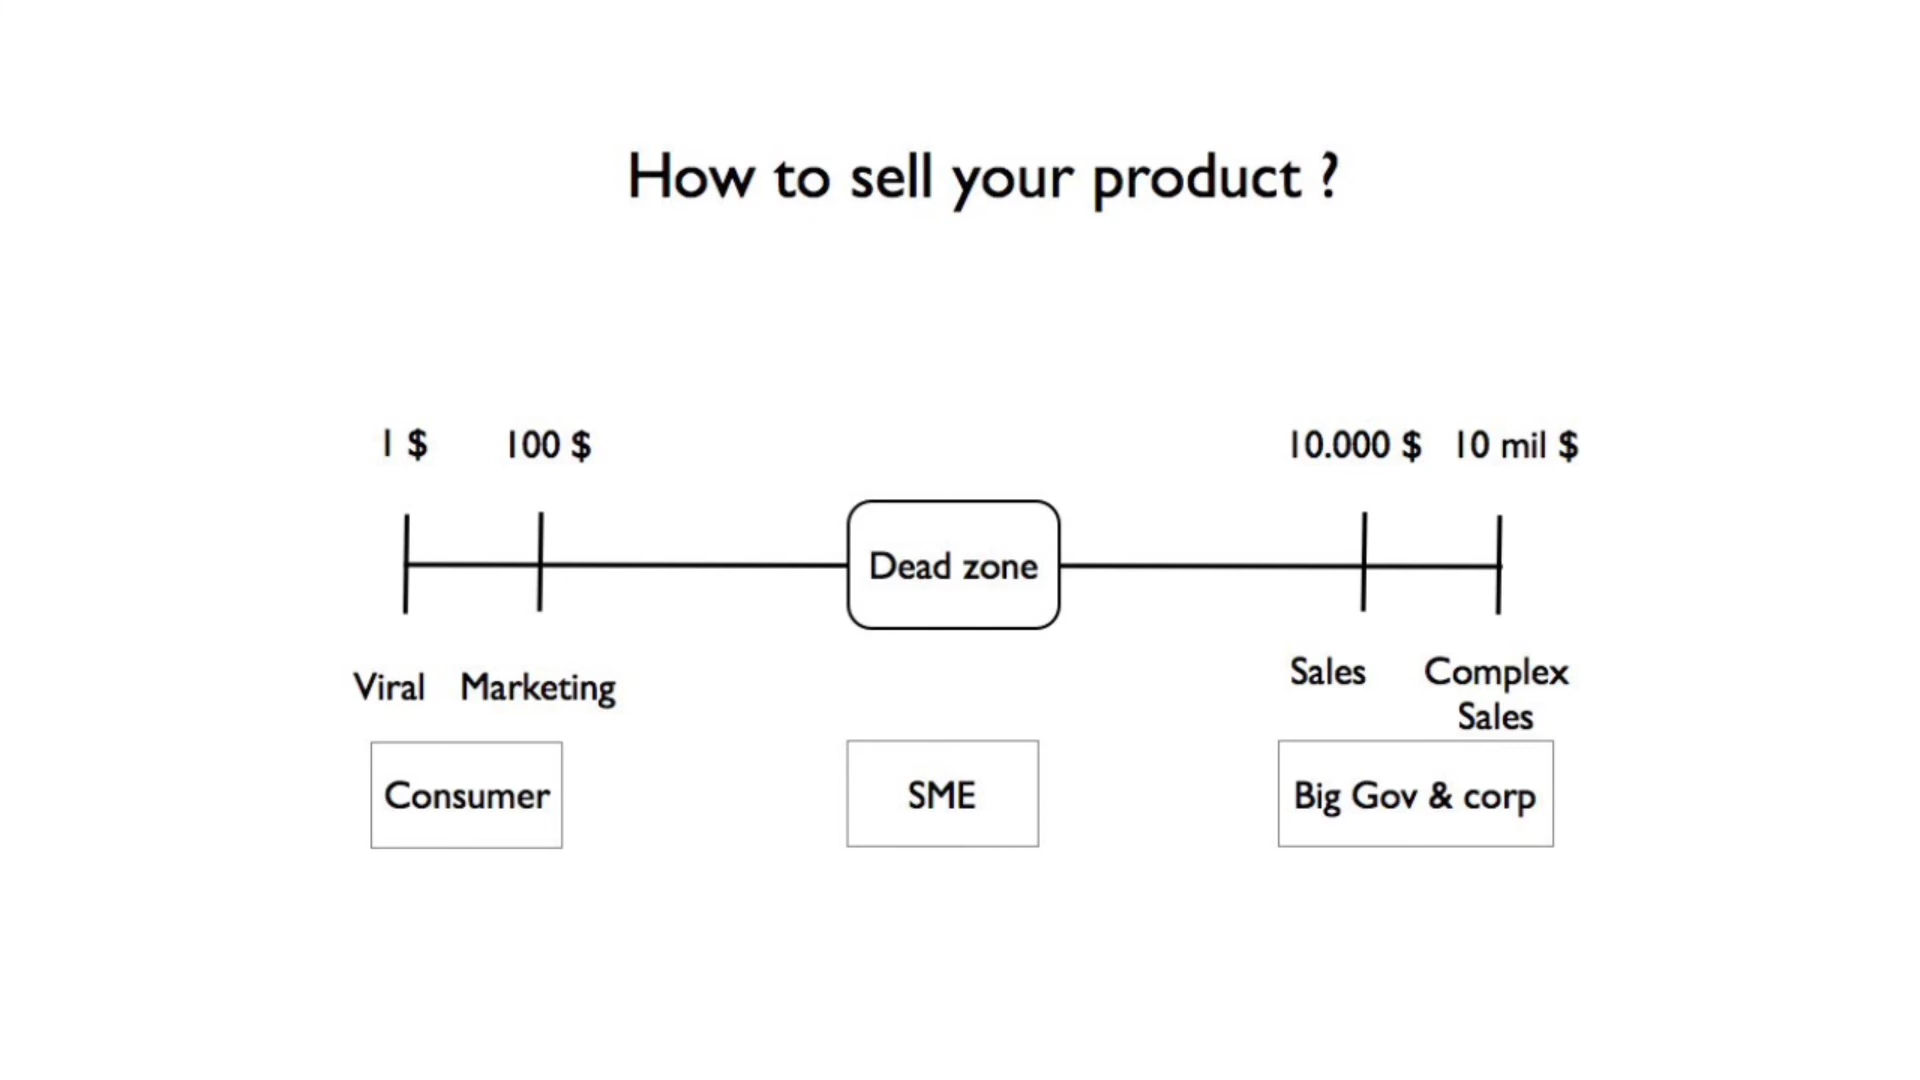 How to sell your product ?
1 $ 100 $ 10.000 $ 10 mil $
Dead zone
Viral Marketing Sales Complex
Sales
Consumer SME Big Gov & corp